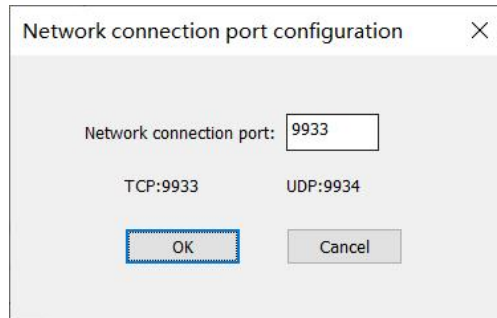 Network connection port configuration
Network connection port: 9933
TCP:9933 UDP:9934
OK Cancel